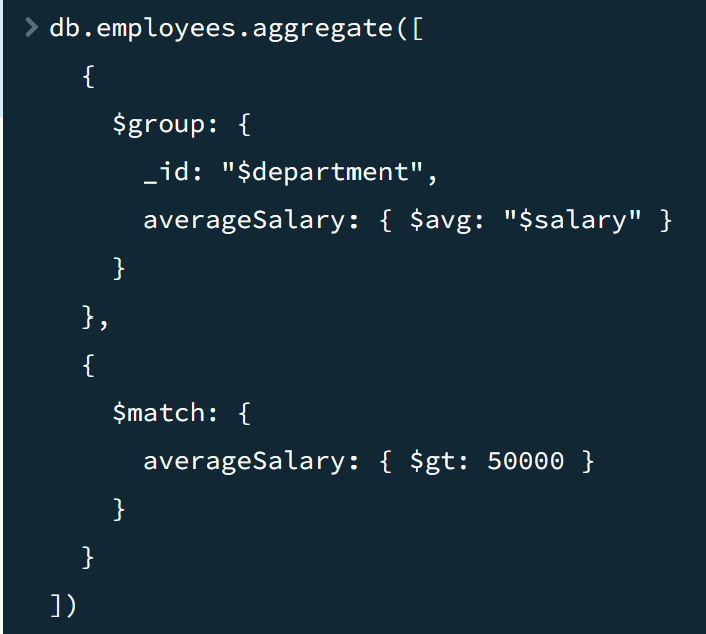 db.employees.aggregate([
{
$group: {
_id: "$department",
averageSalary: { $avg: "$salary" }
}
},
{
$match: {
averageSalary: { $gt: 50000 }
}
}
])